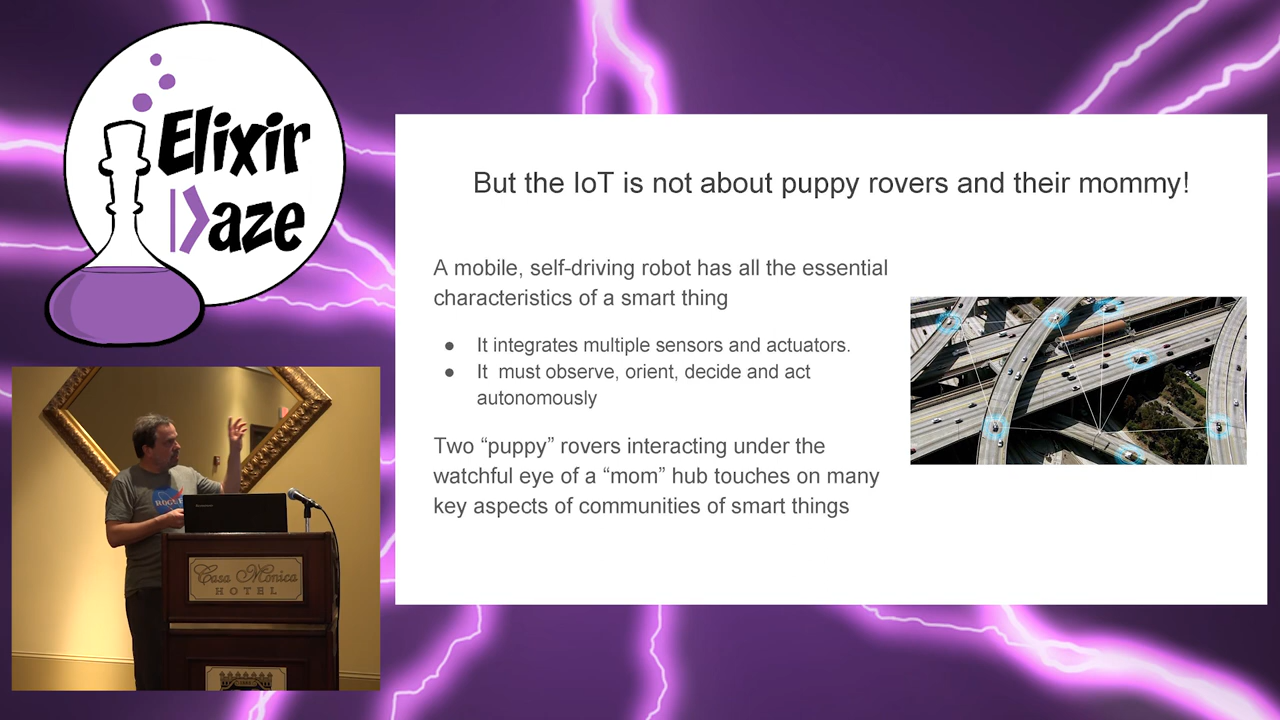 Elixir
Daze
But the IoT is not about puppy rovers and their mommy!
A mobile, self-driving robot has all the essential
characteristics of a smart thing
● It integrates multiple sensors and actuators.
● It must observe, orient, decide and act
autonomously
Two “puppy” rovers interacting under the
watchful eye of a “mom” hub touches on many
key aspects of communities of smart things
Casa Monica
HOTEL